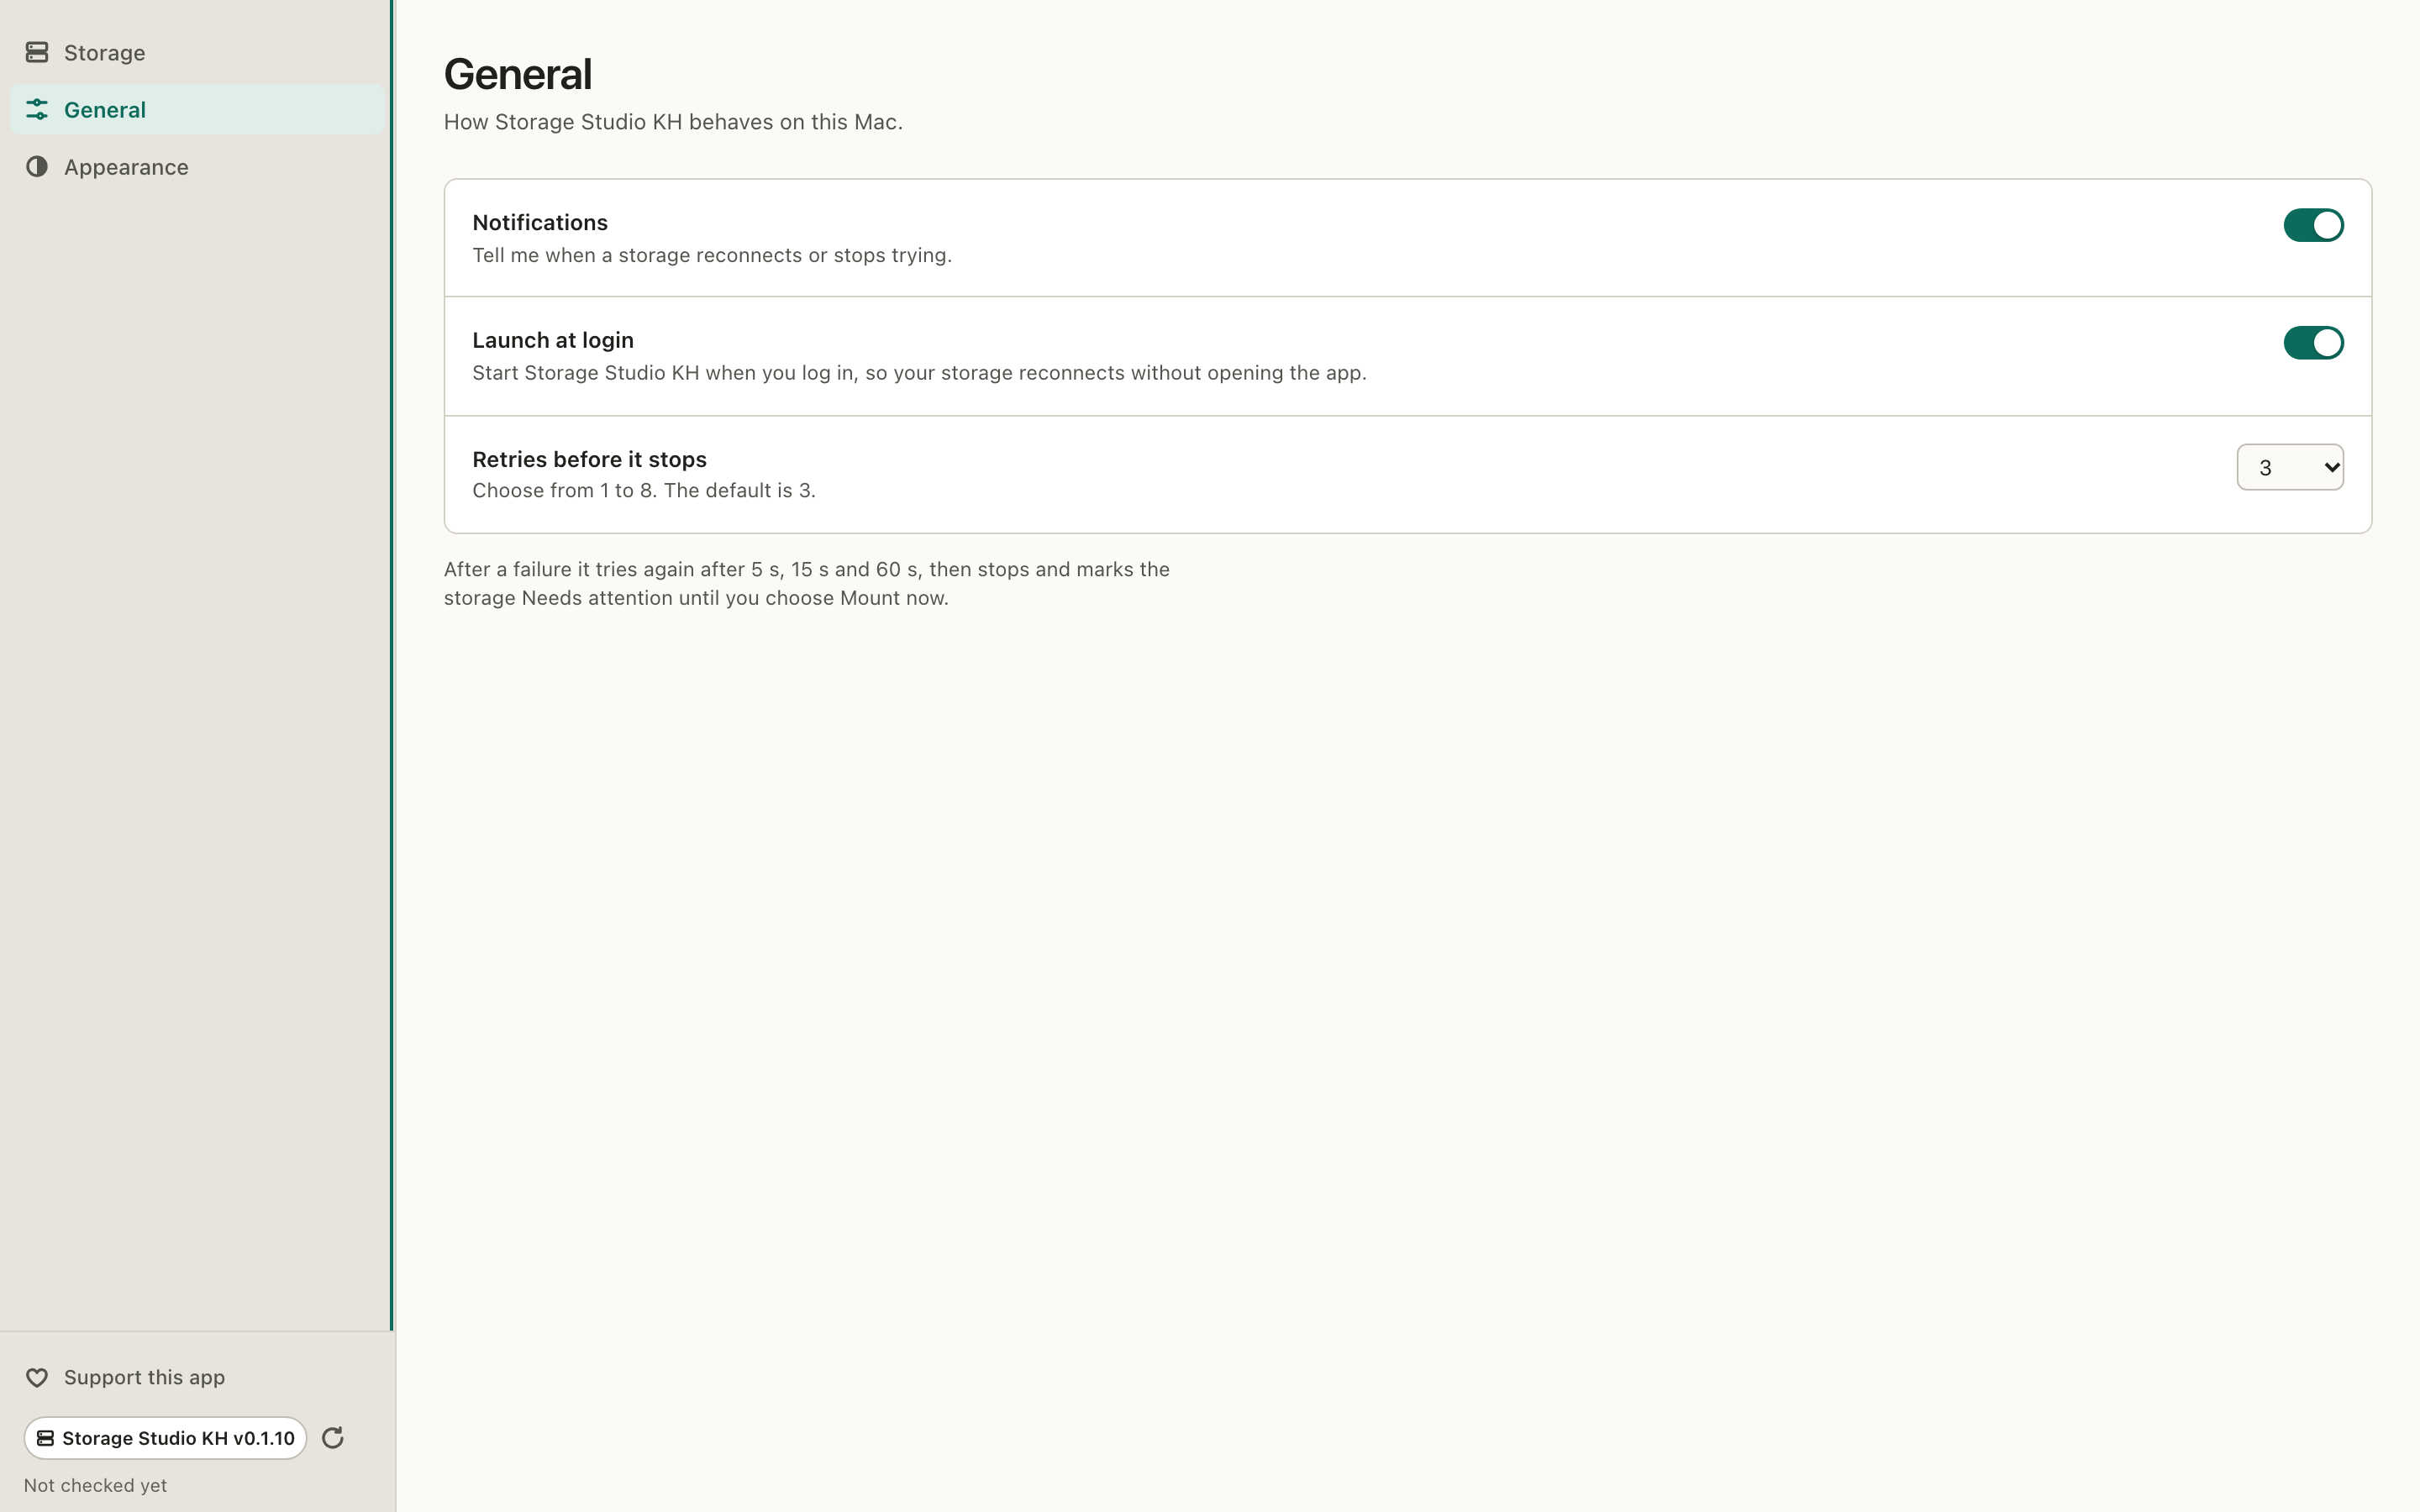 Storage
General
Appearance
General
How Storage Studio KH behaves on this Mac.
Notifications
Tell me when a storage reconnects or stops trying.
Launch at login
Start Storage Studio KH when you log in, so your storage reconnects without opening the app.
Retries before it stops
Choose from 1 to 8. The default is 3.
3
After a failure it tries again after 5 s, 15 s and 60 s, then stops and marks the
storage Needs attention until you choose Mount now.
Support this app
Storage Studio KH v0.1.10
Not checked yet